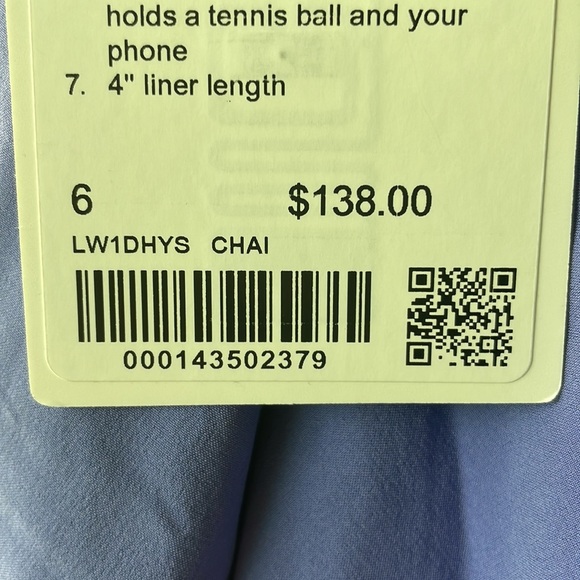 holds a tennis ball and your
phone
7. 4" liner length
6 $138.00
LW1DHYS CHAI
000143502379